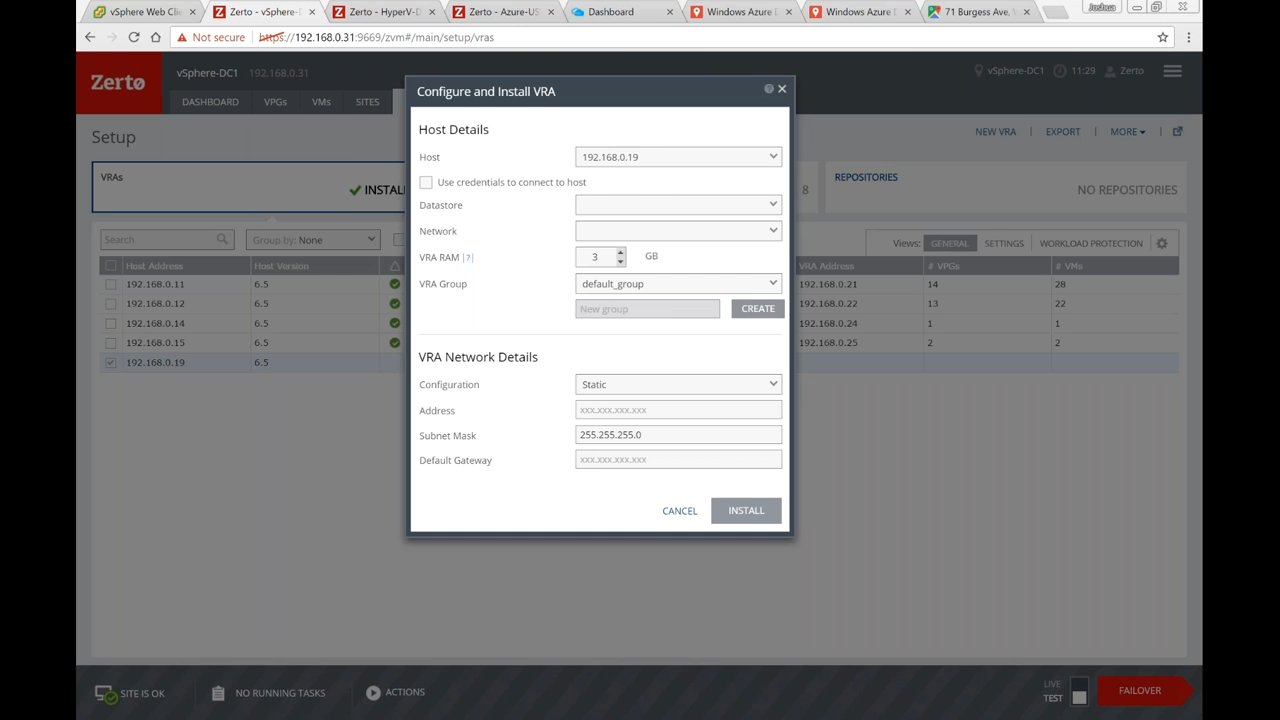 vSphere Web Clie
Zerto - vSphere-D
Zerto - HyperV-D
Zerto - Azure-US
Dashboard
Windows Azure D
Windows Azure D
71 Burgess Ave, W
Joshua
Not secure https://192.168.0.31:9669/zvm#/main/setup/vras
Zerto
vSphere-DC1 192.168.0.31
vSphere-DC1 11:29 Zerto
DASHBOARD VPGs VMs SITES
Setup
NEW VRA EXPORT MORE
VRAs
INSTAL
8
REPOSITORIES
NO REPOSITORIES
Search
Group by: None
Views: GENERAL SETTINGS WORKLOAD PROTECTION
Host Address Host Version VRA Address # VPGs # VMs
192.168.0.11 6.5 192.168.0.21 14 28
192.168.0.12 6.5 192.168.0.22 13 22
192.168.0.14 6.5 192.168.0.24 1 1
192.168.0.15 6.5 192.168.0.25 2 2
192.168.0.19 6.5
Configure and Install VRA
Host Details
Host 192.168.0.19
Use credentials to connect to host
Datastore
Network
VRA RAM [?] 3 GB
VRA Group default_group
New group CREATE
VRA Network Details
Configuration Static
Address xxx.xxx.xxx.xxx
Subnet Mask 255.255.255.0
Default Gateway xxx.xxx.xxx.xxx
CANCEL INSTALL
SITE IS OK
NO RUNNING TASKS
ACTIONS
LIVE
TEST
FAILOVER